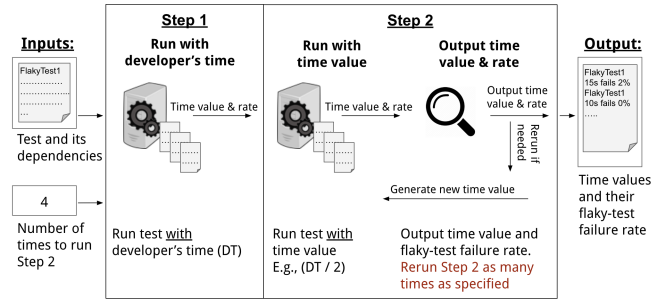 Inputs:
FlakyTest1
Test and its
dependencies
4
Number of
times to run
Step 2
Step 1
Run with
developer's time
Time value & rate
Run test with
developer's time (DT)
Step 2
Run with
time value
Time value & rate
Run test with
time value
E.g., (DT / 2)
Output time
value & rate
Output time
value & rate
Rerun if
needed
Generate new time value
Output time value and
flaky-test failure rate.
Rerun Step 2 as many
times as specified
Output:
FlakyTest1
15s fails 2%
FlakyTest1
10s fails 0%
.....
Time values
and their
flaky-test
failure rate